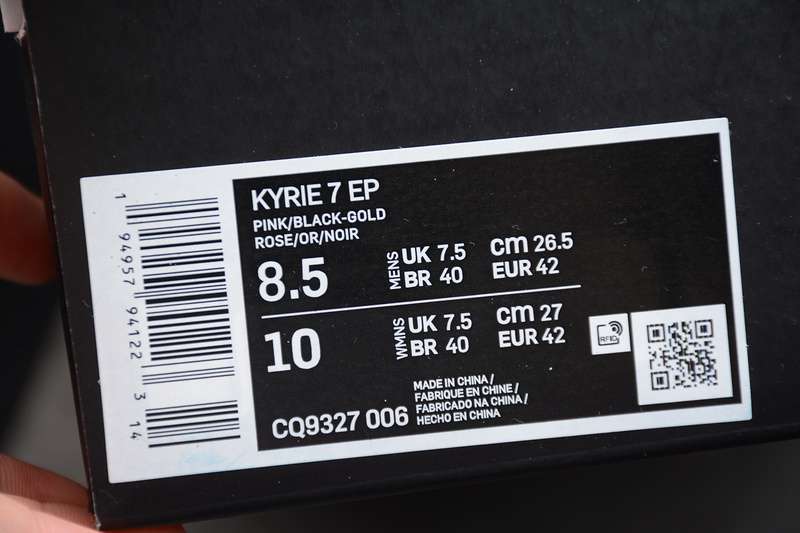 KYRIE 7 EP
PINK/BLACK-GOLD
ROSE/OR/NOIR
8.5 MENS UK 7.5 cm 26.5
BR 40 EUR 42
10 WMNS UK 7.5 cm 27
BR 40 EUR 42
RFID
MADE IN CHINA /
FABRIQUE EN CHINE /
FABRICADO NA CHINA /
HECHO EN CHINA
CQ9327 006
1 94957 94122 3 14